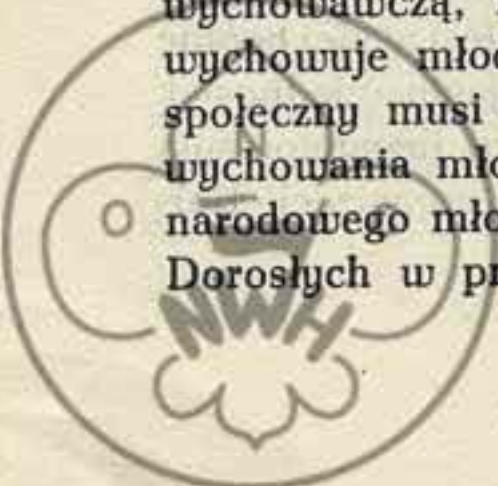 wychowawczą,
wychowuje
społeczny musi
wychowania
narodowego
Dorosłych w
O
N
NWH